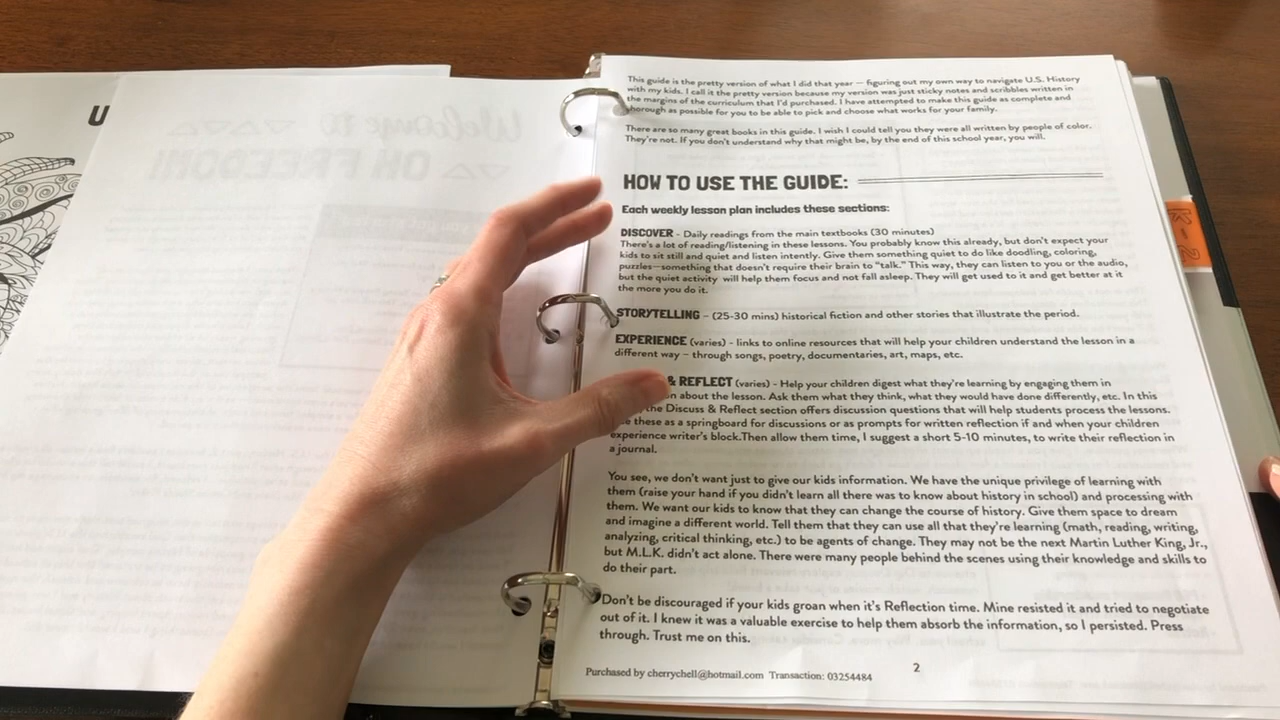 U
Welcome to
ON FREEDOM
This guide is the pretty version of what I did that year — figuring out my own way to navigate U.S. History
with my kids. I call it the pretty version because my version was just sticky notes and scribbles written in
the margins of the curriculum that I'd purchased. I have attempted to make this guide as complete and
thorough as possible for you to be able to pick and choose what works for your family.
There are so many great books in this guide. I wish I could tell you they were all written by people of color.
They're not. If you don't understand why that might be, by the end of this school year, you will.
HOW TO USE THE GUIDE:
Each weekly lesson plan includes these sections:
DISCOVER - Daily readings from the main textbooks (30 minutes)
There's a lot of reading/listening in these lessons. You probably know this already, but don't expect your
kids to sit still and quiet and listen intently. Give them something quiet to do like doodling, coloring,
puzzles—something that doesn't require their brain to "talk." This way, they can listen to you or the audio,
but the quiet activity will help them focus and not fall asleep. They will get used to it and get better at it
the more you do it.
STORYTELLING – (25-30 mins) historical fiction and other stories that illustrate the period.
EXPERIENCE (varies) - links to online resources that will help your children understand the lesson in a
different way – through songs, poetry, documentaries, art, maps, etc.
& REFLECT (varies) - Help your children digest what they're learning by engaging them in
about the lesson. Ask them what they think, what they would have done differently, etc. In this
the Discuss & Reflect section offers discussion questions that will help students process the lessons.
these as a springboard for discussions or as prompts for written reflection if and when your children
experience writer's block.Then allow them time, I suggest a short 5-10 minutes, to write their reflection in
a journal.
You see, we don't want just to give our kids information. We have the unique privilege of learning with
them (raise your hand if you didn't learn all there was to know about history in school) and processing with
them. We want our kids to know that they can change the course of history. Give them space to dream
and imagine a different world. Tell them that they can use all that they're learning (math, reading, writing,
analyzing, critical thinking, etc.) to be agents of change. They may not be the next Martin Luther King, Jr.,
but M.L.K. didn't act alone. There were many people behind the scenes using their knowledge and skills to
do their part.
Don't be discouraged if your kids groan when it's Reflection time. Mine resisted it and tried to negotiate
out of it. I knew it was a valuable exercise to help them absorb the information, so I persisted. Press
through. Trust me on this.
Purchased by cherrychell@hotmail.com Transaction: 03254484
2